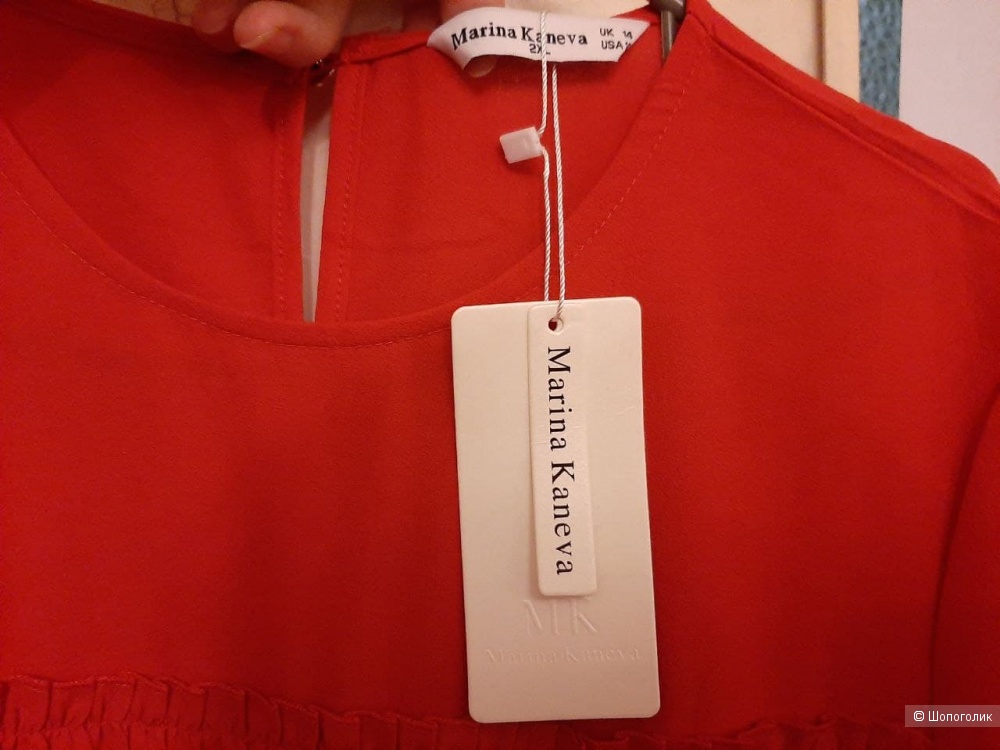 Marina Kaneva
2XL
UK 14
USA
Marina Kaneva
MK
Marina Kaneva
© Шопоголик